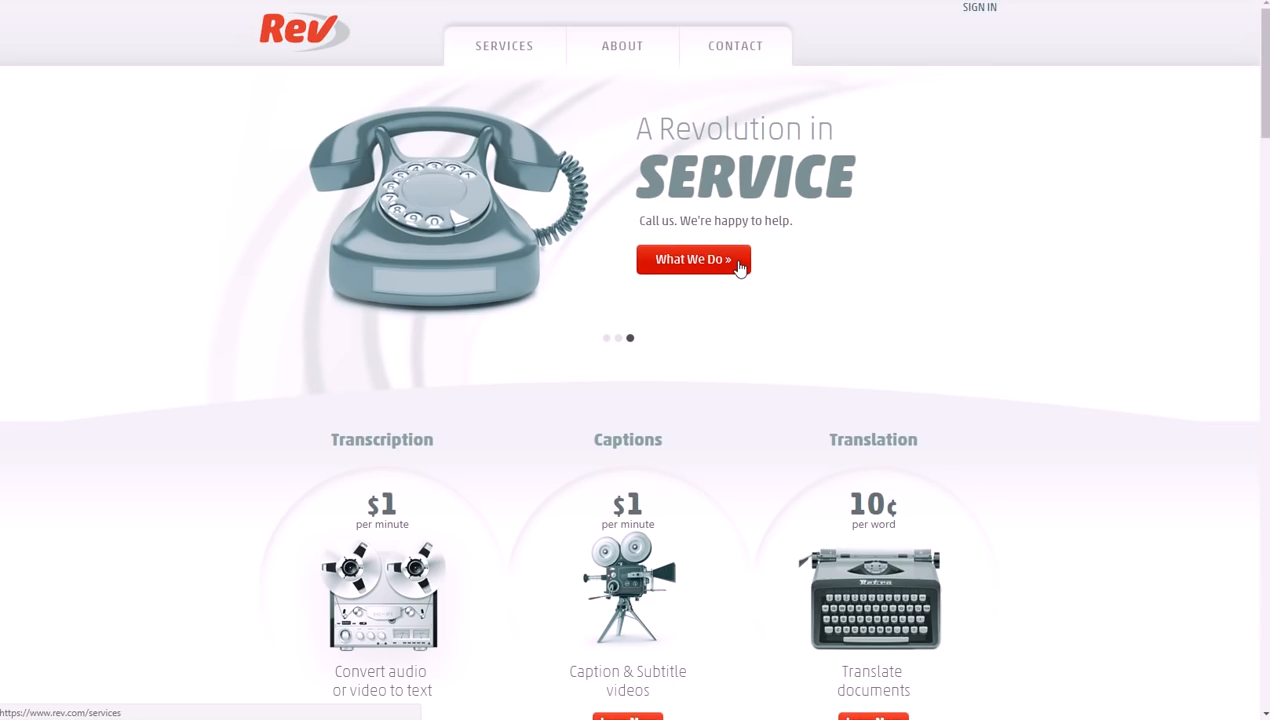 SIGN IN
Rev
SERVICES
ABOUT
CONTACT
A Revolution in
SERVICE
Call us. We're happy to help.
What We Do »
Transcription
Captions
Translation
$1
per minute
$1
per minute
10¢
per word
Convert audio
or video to text
Caption & Subtitle
videos
Translate
documents
https://www.rev.com/services